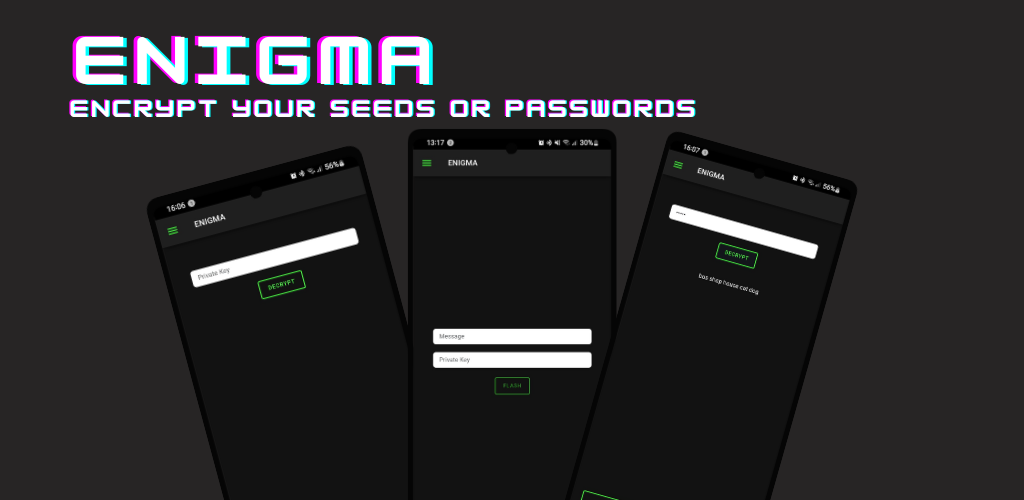 ENIGMA
ENCRYPT YOUR SEEDS OR PASSWORDS
16:06
56%
ENIGMA
Private Key
DECRYPT
13:17
30%
ENIGMA
Message
Private Key
FLASH
16:07
56%
ENIGMA
DECRYPT
bus shop house cat dog